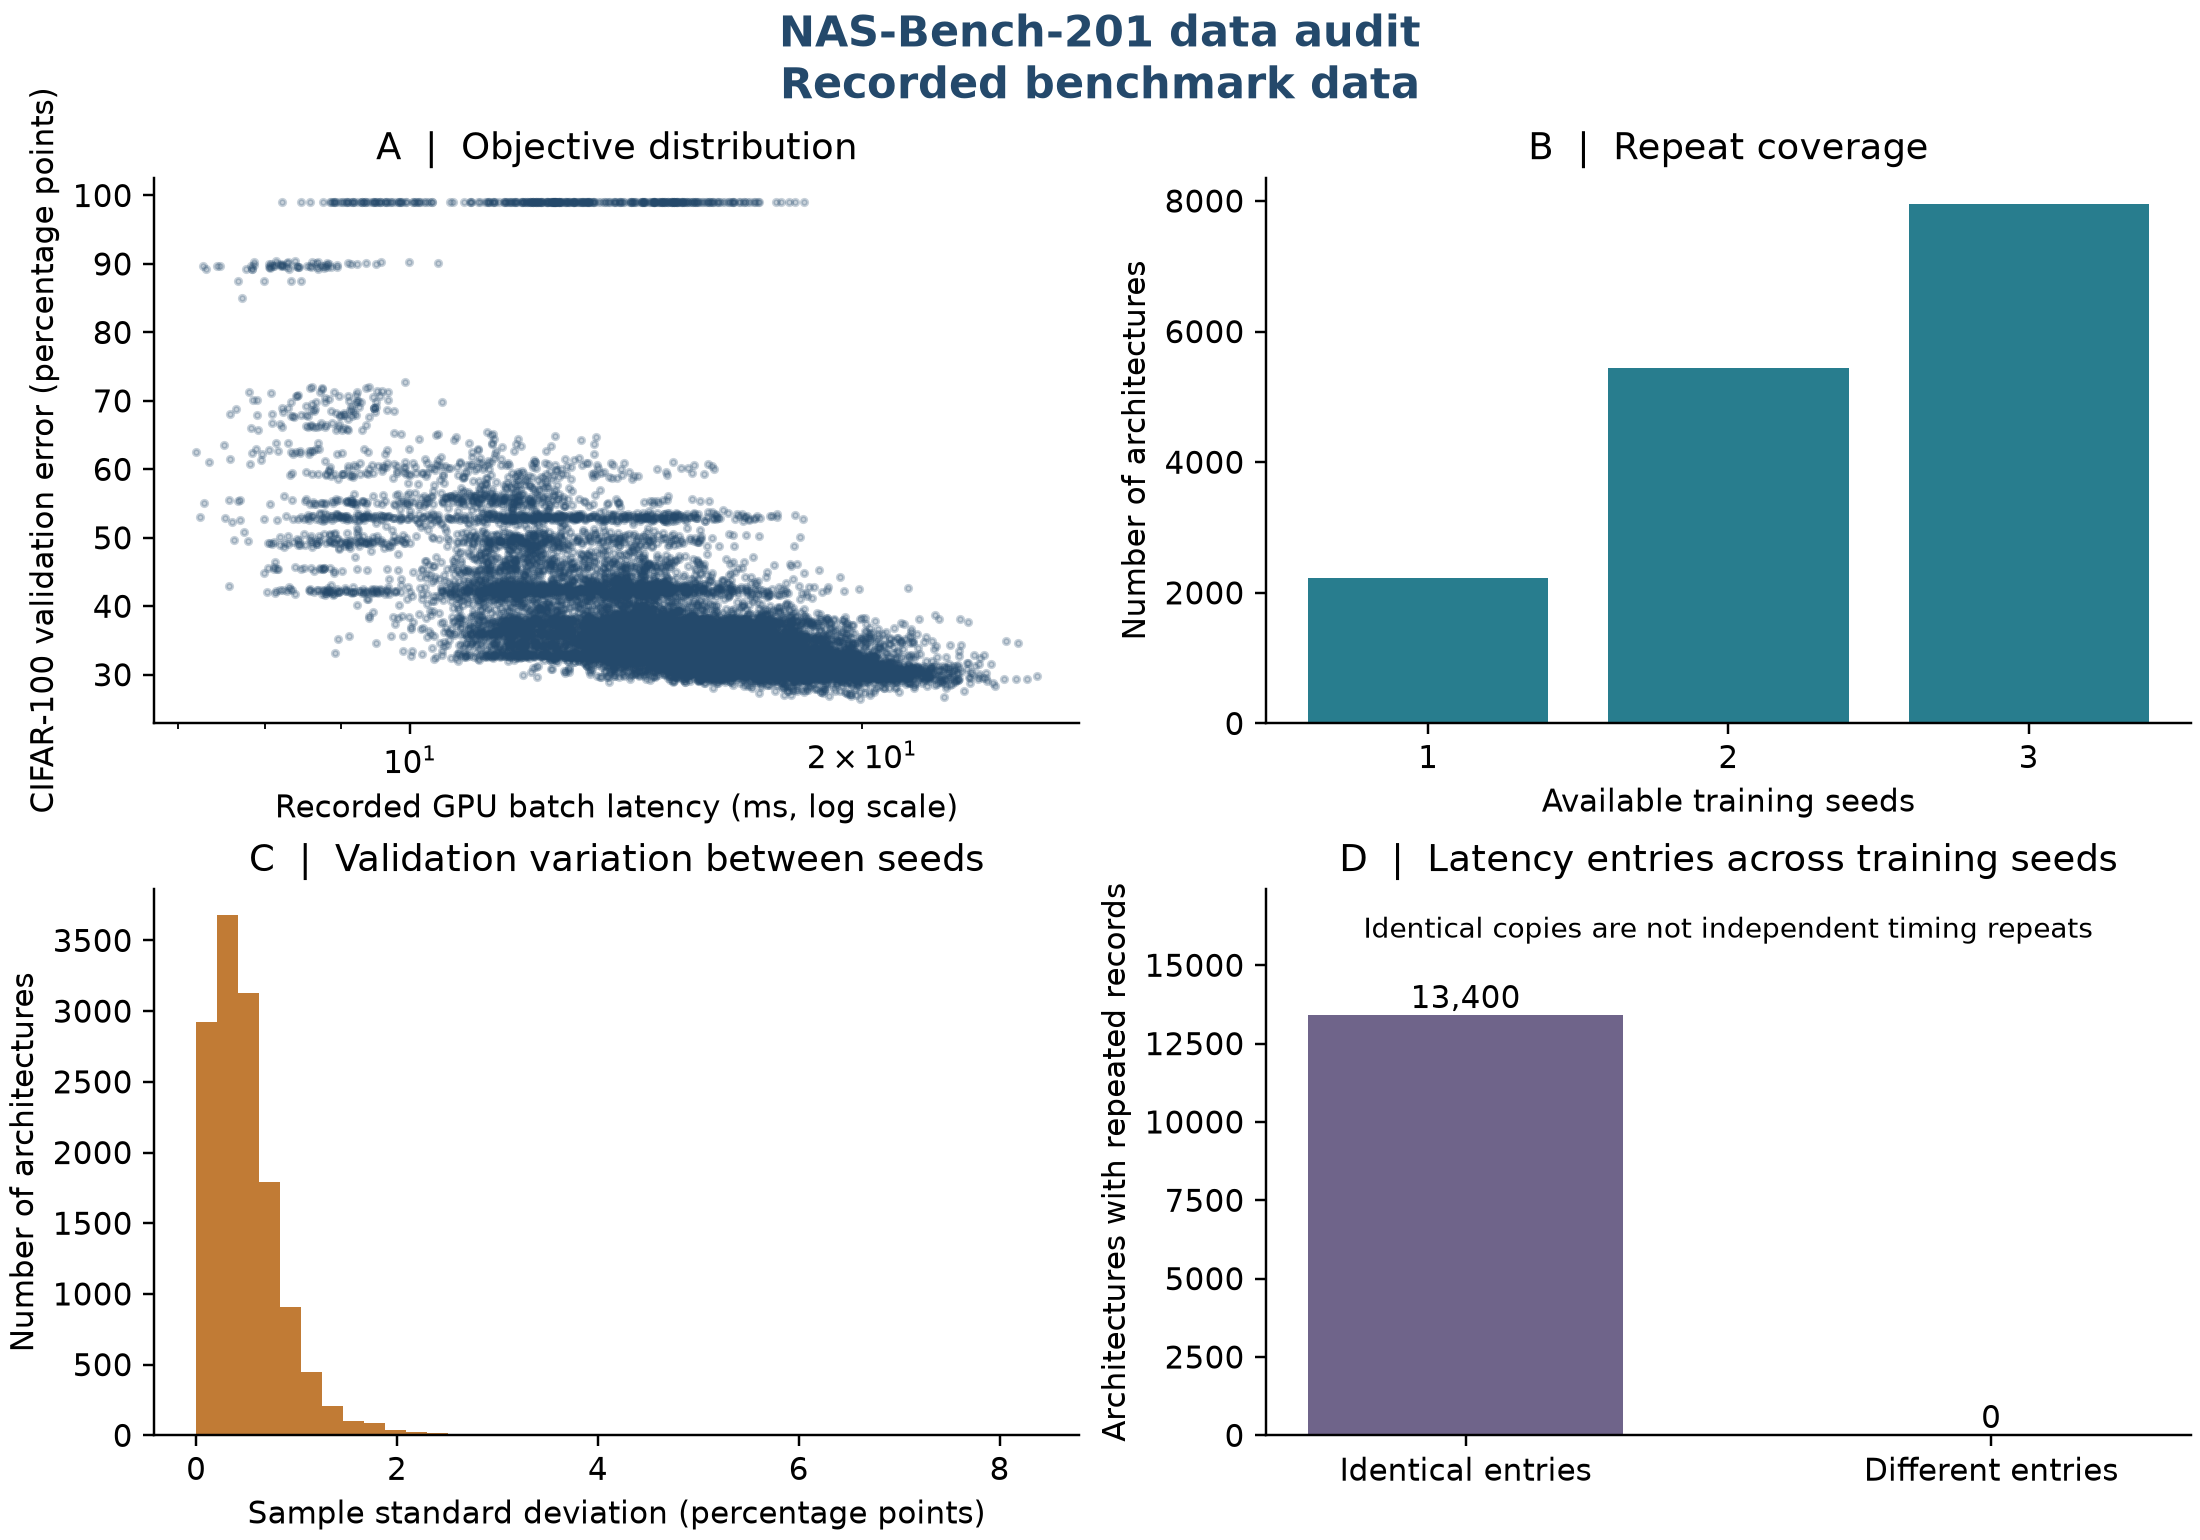 NAS-Bench-201 data audit
Recorded benchmark data
A | Objective distribution
CIFAR-100 validation error (percentage points)
100
90
80
70
60
50
40
30
10¹
2 × 10¹
Recorded GPU batch latency (ms, log scale)
B | Repeat coverage
Number of architectures
8000
6000
4000
2000
0
1
2
3
Available training seeds
C | Validation variation between seeds
Number of architectures
3500
3000
2500
2000
1500
1000
500
0
0
2
4
6
8
Sample standard deviation (percentage points)
D | Latency entries across training seeds
Architectures with repeated records
Identical copies are not independent timing repeats
15000
12500
10000
7500
5000
2500
0
13,400
0
Identical entries
Different entries